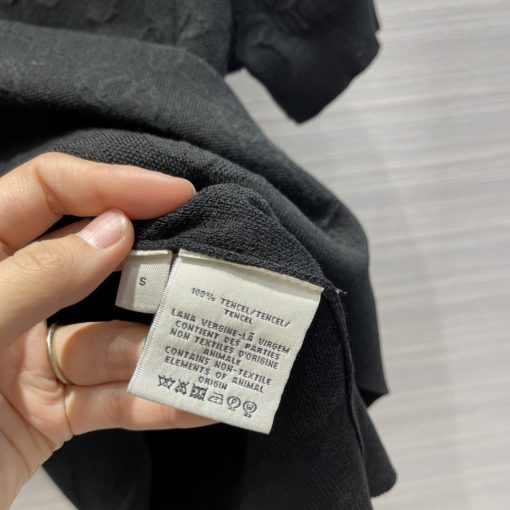 S
100% TENCEL/TENCEL/
TENCEL
LANA VERGINE-LÃ VIRGEM
CONTIENT DES PARTIES
NON TEXTILES D'ORIGINE
ANIMALE
CONTAINS NON-TEXTILE
ELEMENTS OF ANIMAL
ORIGIN